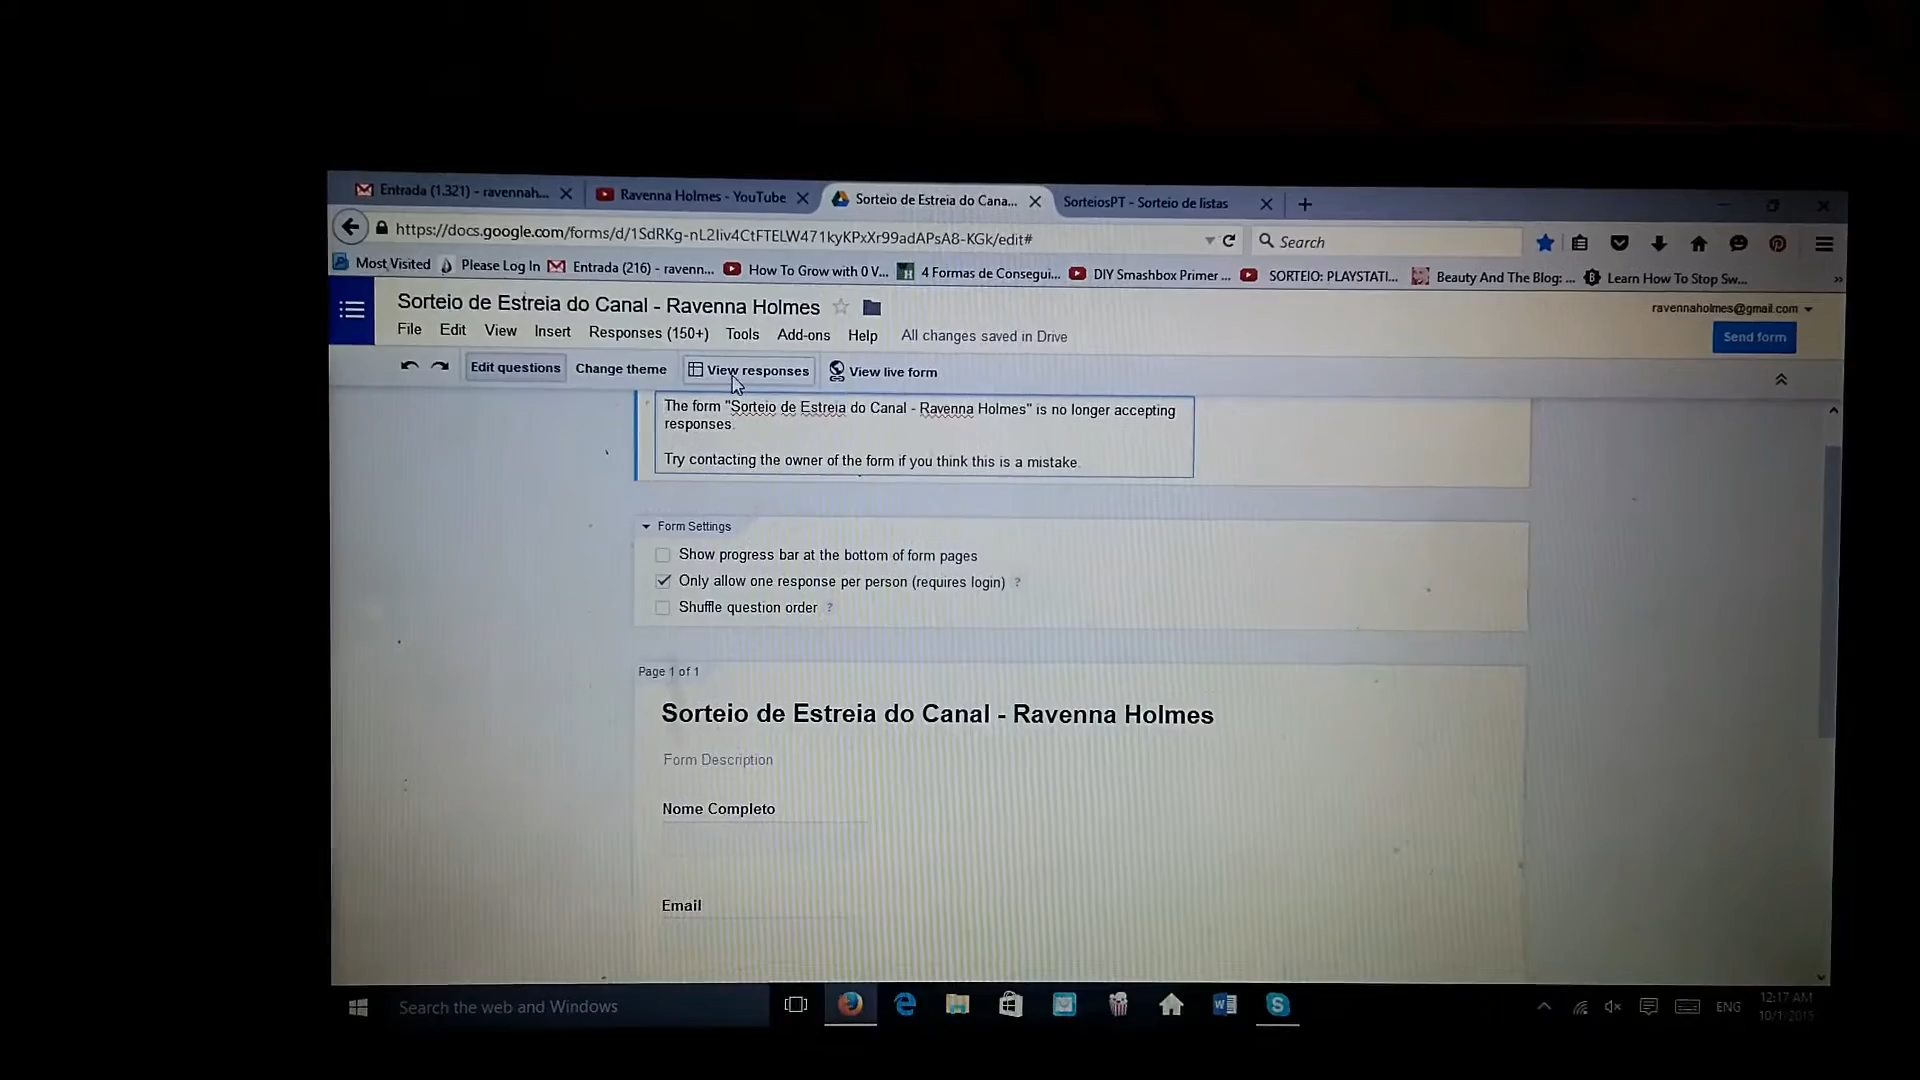 Entrada (1.321) - ravennah...
Ravenna Holmes - YouTube
Sorteio de Estreia do Cana...
SorteiosPT - Sorteio de listas
https://docs.google.com/forms/d/1SdRKg-nL2Iiv4CtFTELW471kyKPxXr99adAPsA8-KGk/edit#
Search
Most Visited
Please Log In
Entrada (216) - ravenn...
How To Grow with 0 V...
4 Formas de Consegui...
DIY Smashbox Primer ...
SORTEIO: PLAYSTATI...
Beauty And The Blog: ...
Learn How To Stop Sw...
Sorteio de Estreia do Canal - Ravenna Holmes
ravennaholmes@gmail.com
File Edit View Insert Responses (150+) Tools Add-ons Help All changes saved in Drive
Send form
Edit questions Change theme View responses View live form
The form "Sorteio de Estreia do Canal - Ravenna Holmes" is no longer accepting
responses.
Try contacting the owner of the form if you think this is a mistake.
Form Settings
Show progress bar at the bottom of form pages
Only allow one response per person (requires login) ?
Shuffle question order ?
Page 1 of 1
Sorteio de Estreia do Canal - Ravenna Holmes
Form Description
Nome Completo
Email
Search the web and Windows
ENG
12:17 AM
10/1/2015